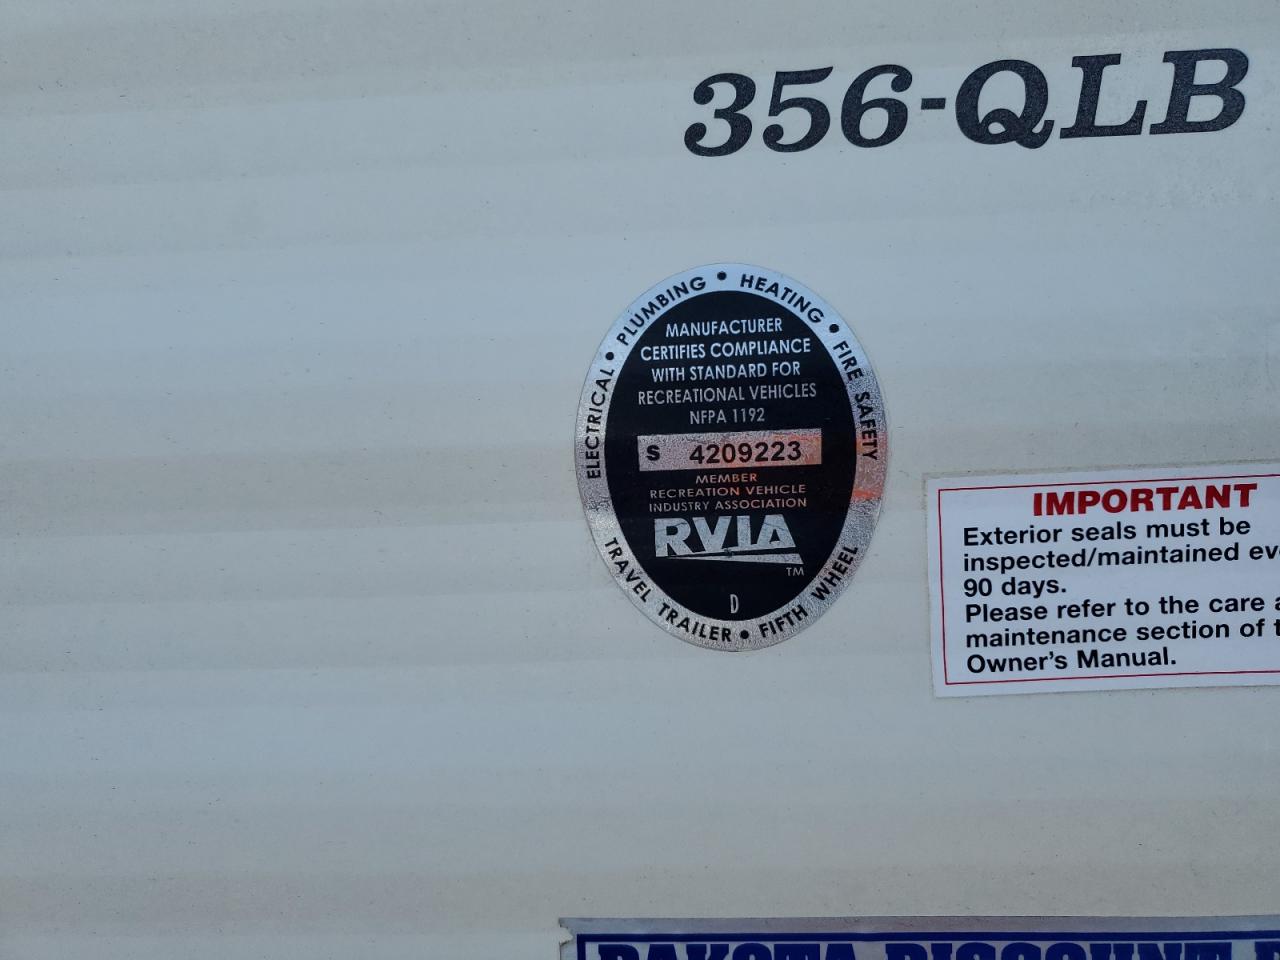 356-QLB
ELECTRICAL • PLUMBING • HEATING • FIRE SAFETY
MANUFACTURER
CERTIFIES COMPLIANCE
WITH STANDARD FOR
RECREATIONAL VEHICLES
NFPA 1192
S 4209223
MEMBER
RECREATION VEHICLE
INDUSTRY ASSOCIATION
RVIA
TM
D
TRAVEL TRAILER • FIFTH WHEEL
IMPORTANT
Exterior seals must be
inspected/maintained
90 days.
Please refer to the care
maintenance section of
Owner's Manual.
DAKOTA DISCOUNT